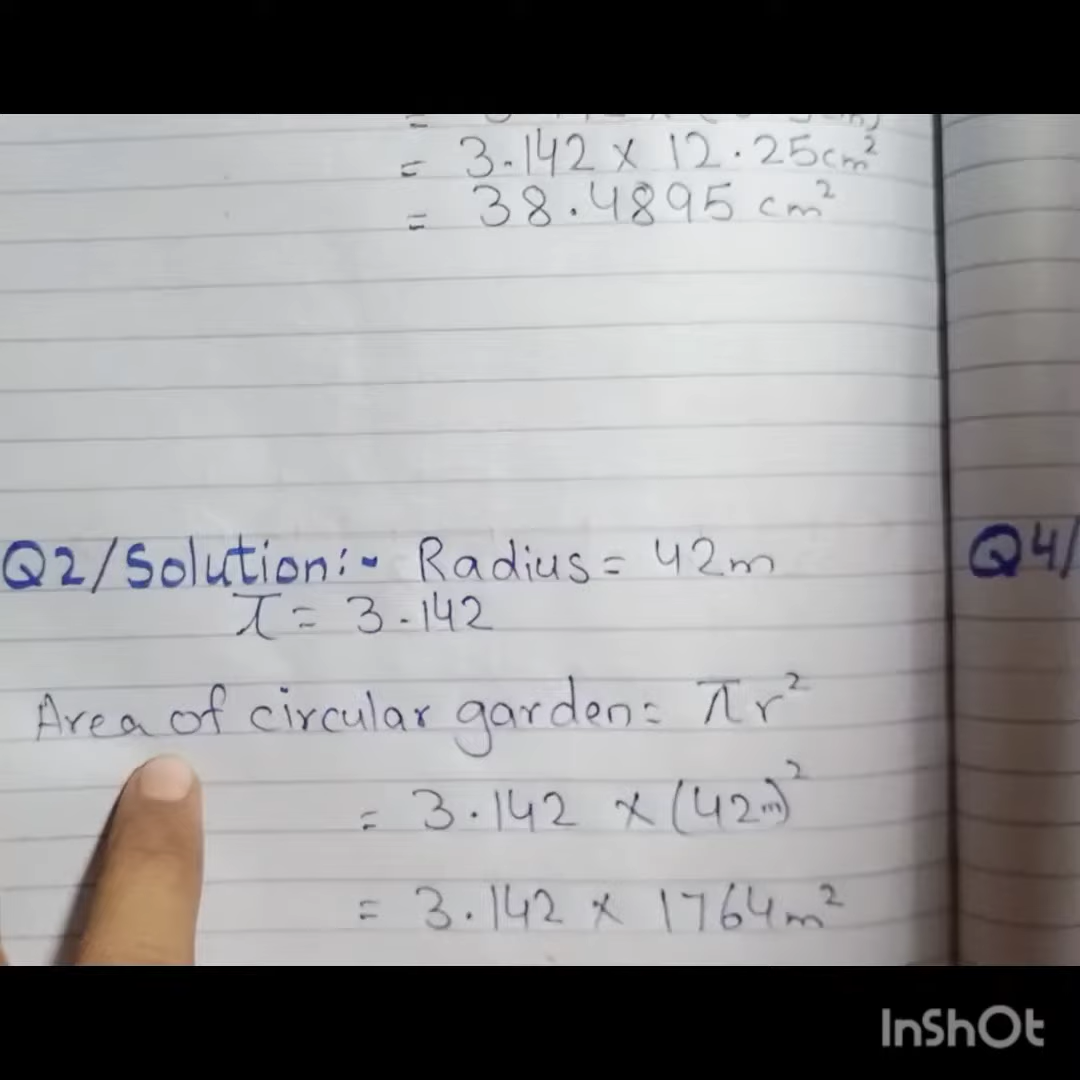 = 3.142 x 12.25cm²
= 38.4895 cm²
Q2/Solution:- Radius = 42m
π = 3.142
Area of circular garden = πr²
= 3.142 x (42m)²
= 3.142 x 1764m²
Q4/
InShOt